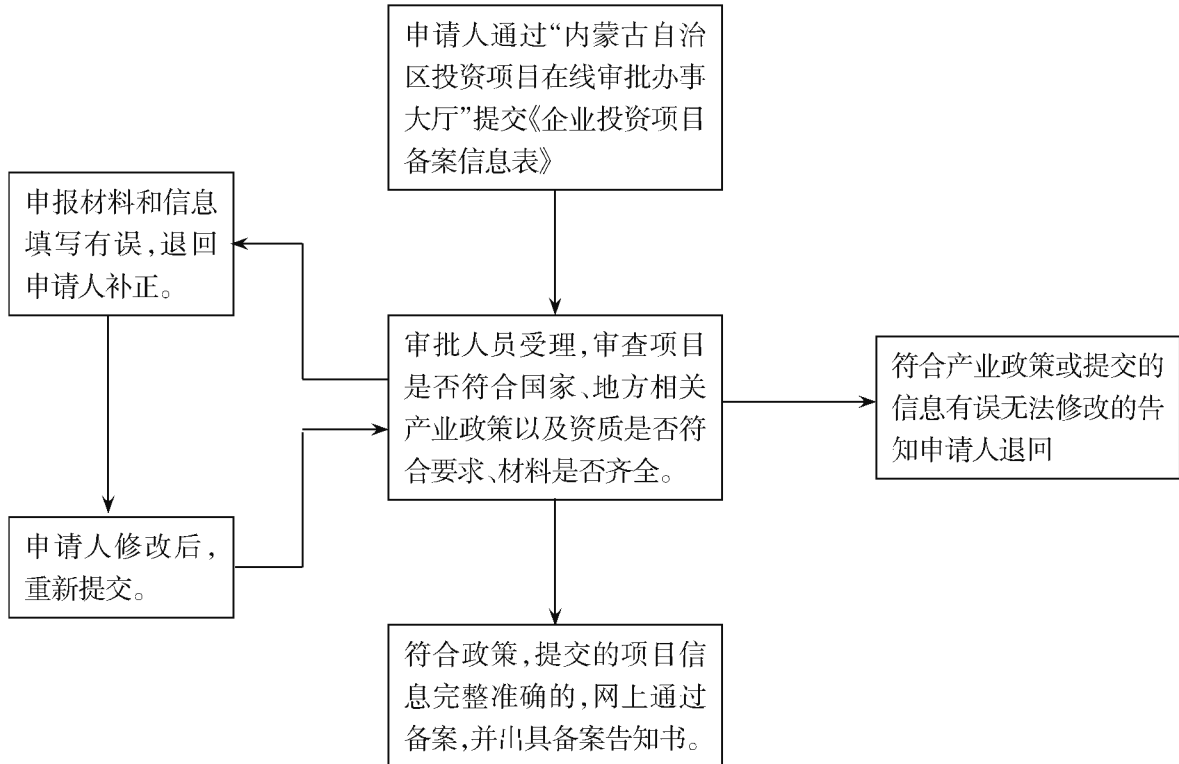 申请人通过“内蒙古自治
区投资项目在线审批办事
大厅”提交《企业投资项目
备案信息表》
申报材料和信息
填写有误,退回
申请人补正。
审批人员受理,审查项目
是否符合国家、地方相关
产业政策以及资质是否符
合要求、材料是否齐全。
符合产业政策或提交的
信息有误无法修改的告
知申请人退回
申请人修改后,
重新提交。
符合政策,提交的项目信
息完整准确的,网上通过
备案,并出具备案告知书。